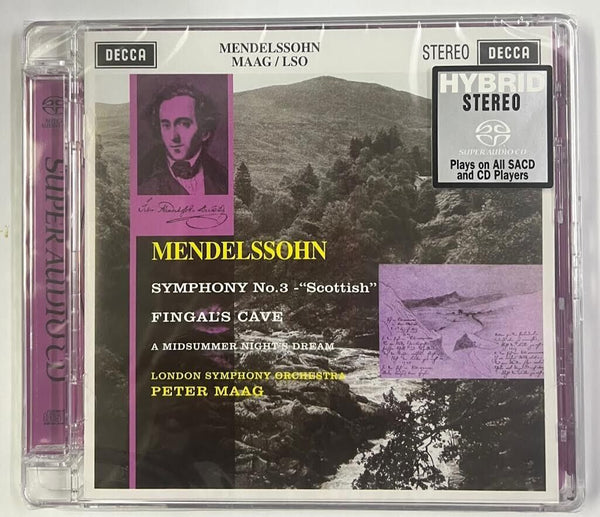 DECCA
MENDELSSOHN
MAAG / LSO
STEREO
DECCA
HYBRID
STEREO
SUPER AUDIO CD
Plays on All SACD
and CD Players
MENDELSSOHN
SYMPHONY No.3 -“Scottish”
FINGAL'S CAVE
A MIDSUMMER NIGHT'S DREAM
LONDON SYMPHONY ORCHESTRA
PETER MAAG
SUPER AUDIO CD